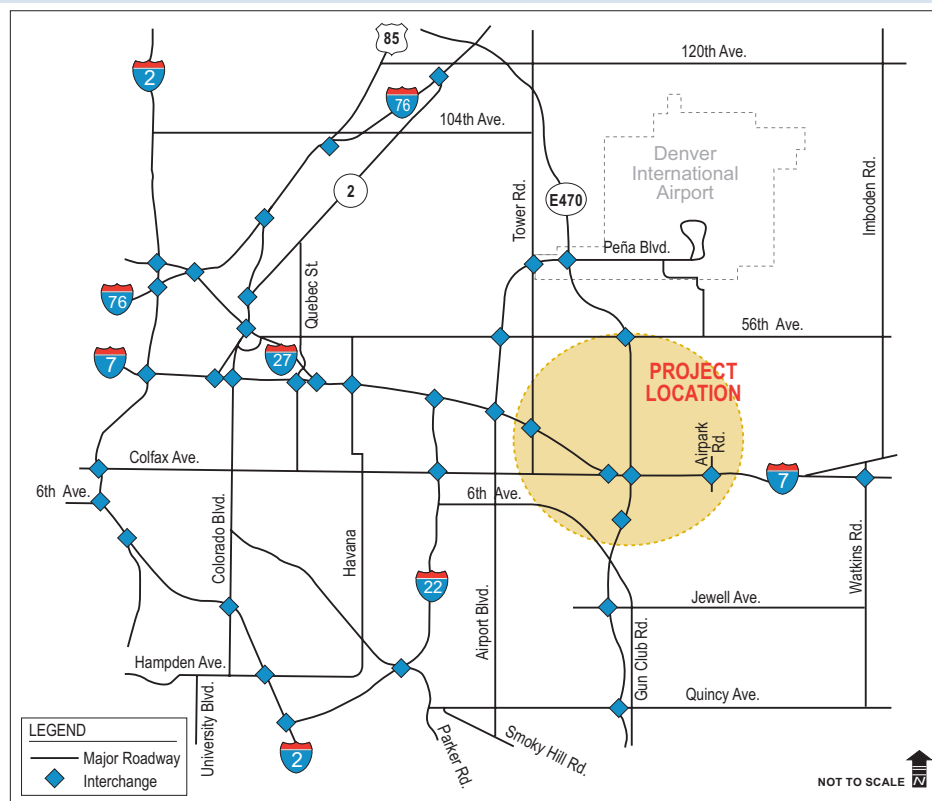 85
120th Ave.
2
76
104th Ave.
Denver
International
Airport
2
E470
Tower Rd.
Imboden Rd.
Quebec St.
Peña Blvd.
76
56th Ave.
7
27
PROJECT
LOCATION
Airpark
Rd.
Colfax Ave.
7
6th Ave.
6th Ave.
Colorado Blvd.
Havana
22
Airport Blvd.
Watkins Rd.
Jewell Ave.
Gun Club Rd.
Hampden Ave.
University Blvd.
Quincy Ave.
Parker Rd.
Smoky Hill Rd.
2
LEGEND
Major Roadway
Interchange
NOT TO SCALE
N